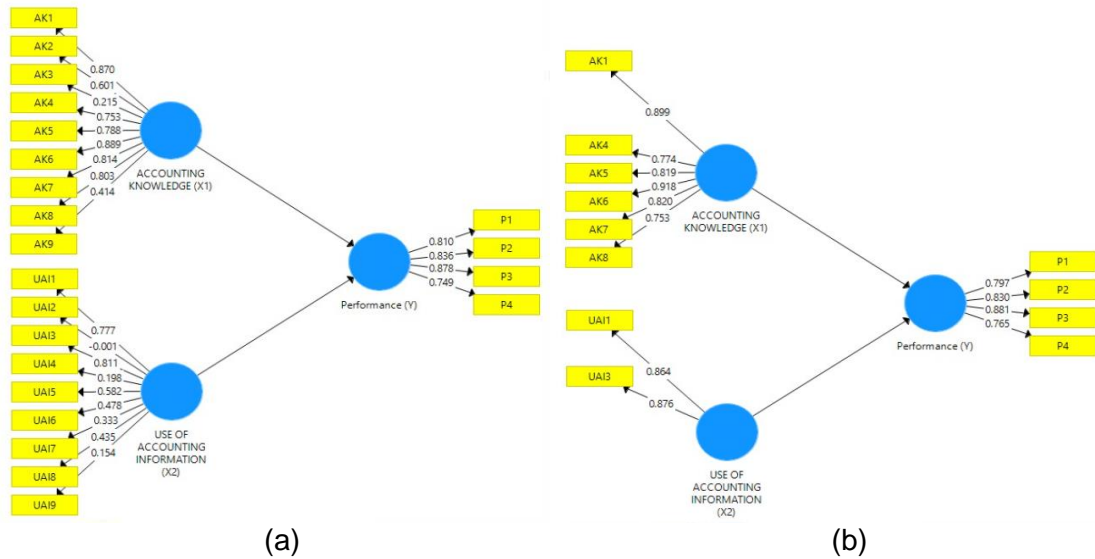 AK1
AK2
AK3
AK4
AK5
AK6
AK7
AK8
AK9
0.870
0.601
0.215
0.753
0.788
0.889
0.814
0.803
0.414
ACCOUNTING
KNOWLEDGE (X1)
UAI1
UAI2
UAI3
UAI4
UAI5
UAI6
UAI7
UAI8
UAI9
0.777
-0.001
0.811
0.198
0.582
0.478
0.333
0.435
0.154
USE OF
ACCOUNTING
INFORMATION
(X2)
Performance (Y)
0.810
0.836
0.878
0.749
P1
P2
P3
P4
(a)
AK1
AK4
AK5
AK6
AK7
AK8
0.899
0.774
0.819
0.918
0.820
0.753
ACCOUNTING
KNOWLEDGE (X1)
UAI1
UAI3
0.864
0.876
USE OF
ACCOUNTING
INFORMATION
(X2)
Performance (Y)
0.797
0.830
0.881
0.765
P1
P2
P3
P4
(b)